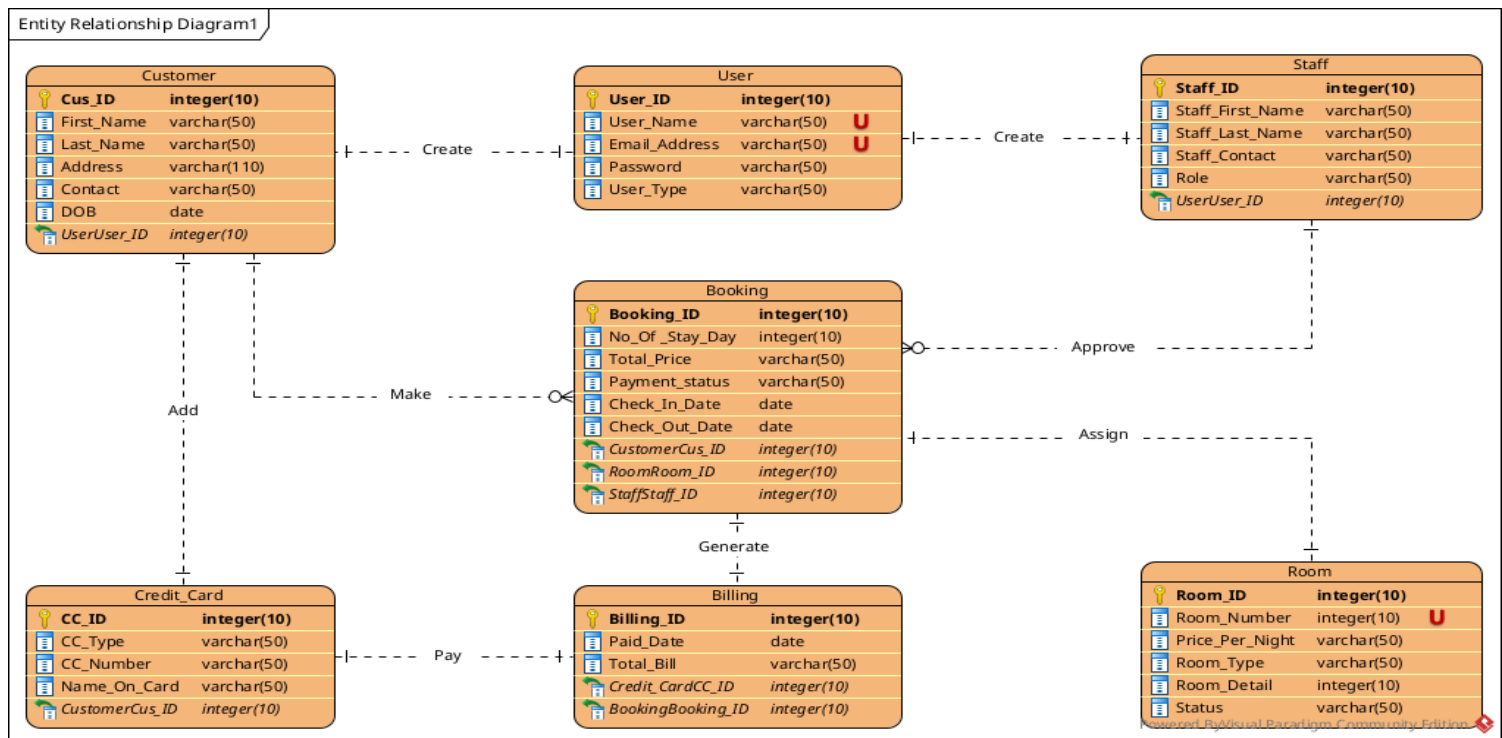 Entity Relationship Diagram1
Customer
Cus_ID integer(10)
First_Name varchar(50)
Last_Name varchar(50)
Address varchar(110)
Contact varchar(50)
DOB date
UserUser_ID integer(10)
Create
User
User_ID integer(10)
User_Name varchar(50) U
Email_Address varchar(50) U
Password varchar(50)
User_Type varchar(50)
Create
Staff
Staff_ID integer(10)
Staff_First_Name varchar(50)
Staff_Last_Name varchar(50)
Staff_Contact varchar(50)
Role varchar(50)
UserUser_ID integer(10)
Booking
Booking_ID integer(10)
No_Of _Stay_Day integer(10)
Total_Price varchar(50)
Payment_status varchar(50)
Check_In_Date date
Check_Out_Date date
CustomerCus_ID integer(10)
RoomRoom_ID integer(10)
StaffStaff_ID integer(10)
Approve
Make
Add
Assign
Generate
Credit_Card
CC_ID integer(10)
CC_Type varchar(50)
CC_Number varchar(50)
Name_On_Card varchar(50)
CustomerCus_ID integer(10)
Pay
Billing
Billing_ID integer(10)
Paid_Date date
Total_Bill varchar(50)
Credit_CardCC_ID integer(10)
BookingBooking_ID integer(10)
Room
Room_ID integer(10)
Room_Number integer(10) U
Price_Per_Night varchar(50)
Room_Type varchar(50)
Room_Detail integer(10)
Status varchar(50)
Powered ByVisual Paradigm Community Edition